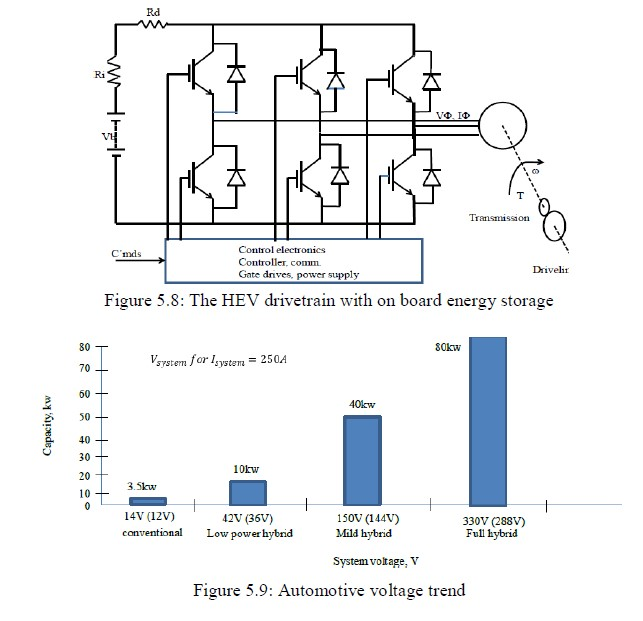 Rd
Ri
Vb
VΦ, IΦ
ω
T
Transmission
Drivelin
C'mds
Control electronics
Controller, comm.
Gate drives, power supply
Figure 5.8: The HEV drivetrain with on board energy storage
Capacity, kw
80
70
60
50
40
30
20
10
0
Vsystem for Isystem = 250A
3.5kw
10kw
40kw
80kw
14V (12V)
conventional
42V (36V)
Low power hybrid
150V (144V)
Mild hybrid
330V (288V)
Full hybrid
System voltage, V
Figure 5.9: Automotive voltage trend